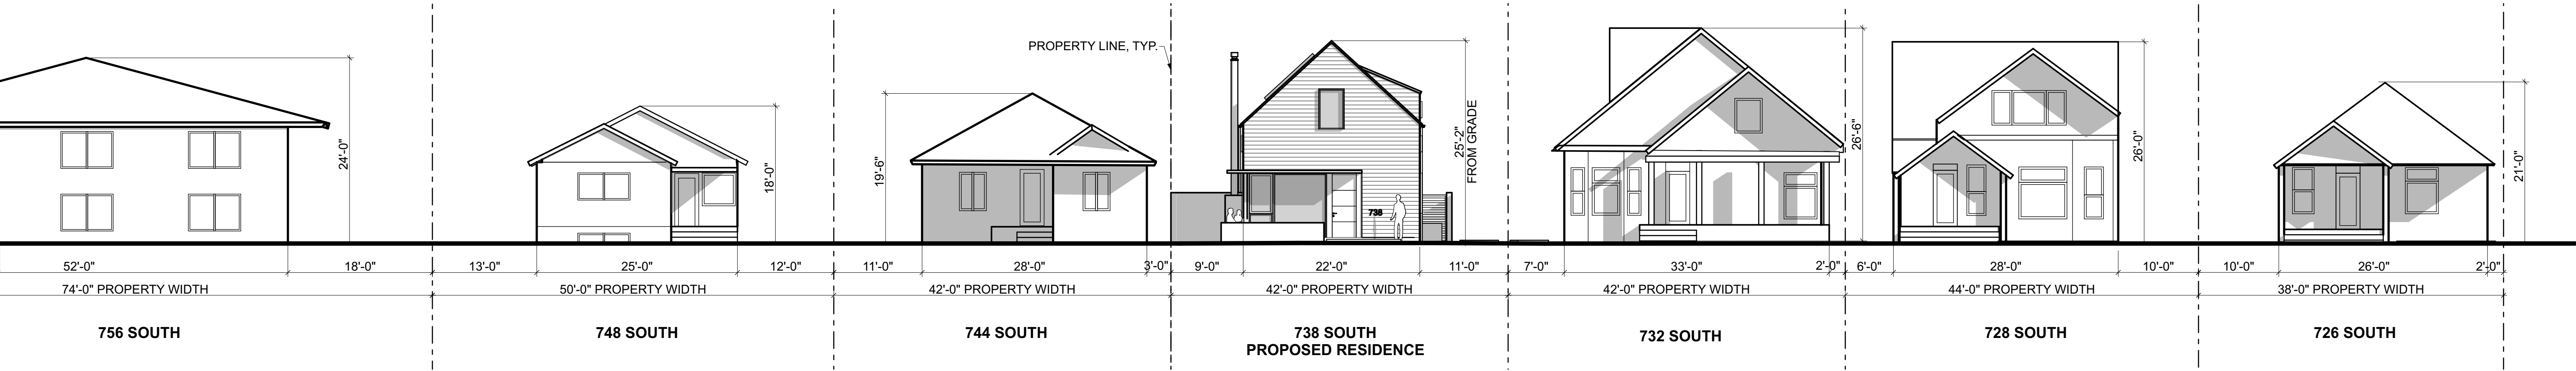 PROPERTY LINE, TYP.
24'-0"
18'-0"
19'-6"
25'-2"
FROM GRADE
738
26'-6"
26'-0"
21'-0"
52'-0" 18'-0" 13'-0" 25'-0" 12'-0" 11'-0" 28'-0" 3'-0" 9'-0" 22'-0" 11'-0" 7'-0" 33'-0" 2'-0" 6'-0" 28'-0" 10'-0" 10'-0" 26'-0" 2'-0"
74'-0" PROPERTY WIDTH 50'-0" PROPERTY WIDTH 42'-0" PROPERTY WIDTH 42'-0" PROPERTY WIDTH 42'-0" PROPERTY WIDTH 44'-0" PROPERTY WIDTH 38'-0" PROPERTY WIDTH
756 SOUTH
748 SOUTH
744 SOUTH
738 SOUTH
PROPOSED RESIDENCE
732 SOUTH
728 SOUTH
726 SOUTH